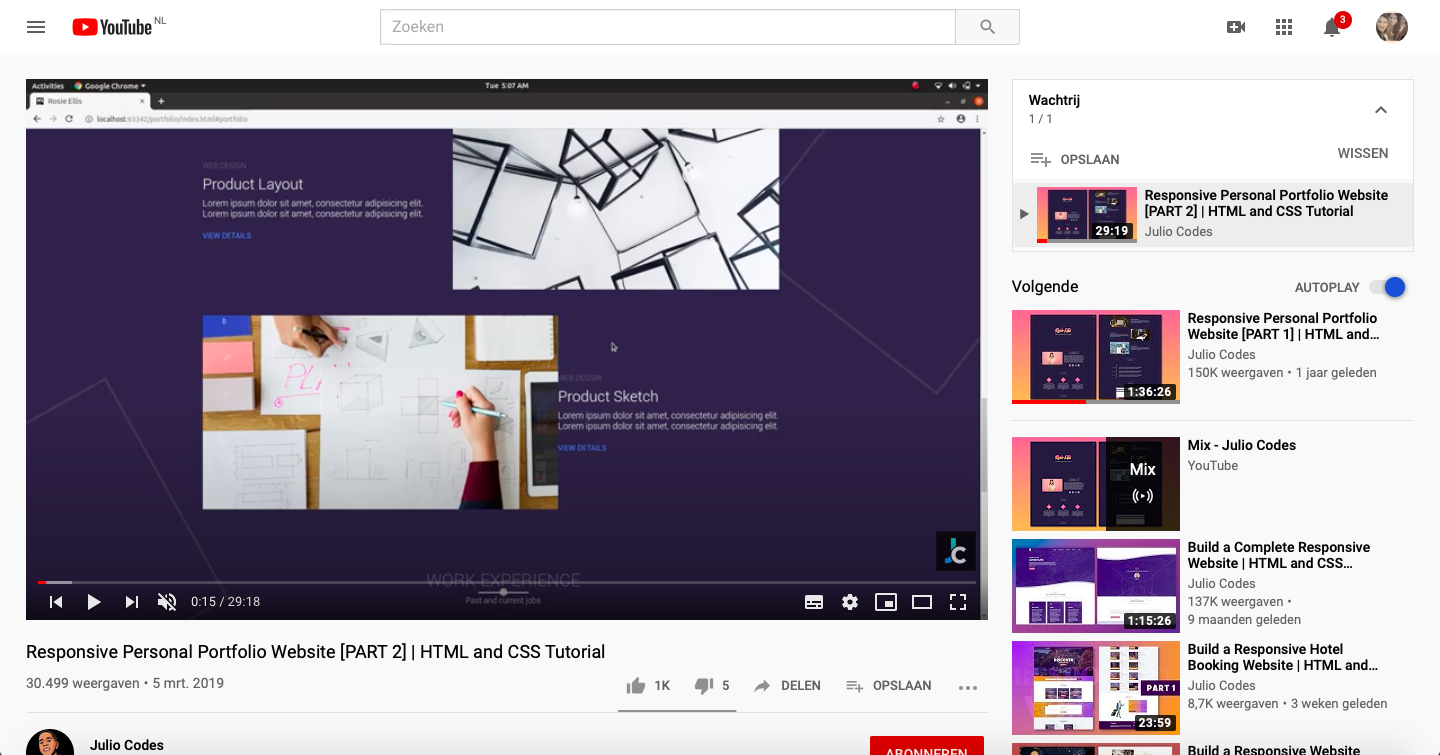 YouTube NL
Zoeken
3
Activities Google Chrome Tue 5:07 AM
Rosie Ellis
localhost:63342/portfolio/index.html#portfolio
WEB DESIGN
Product Layout
Lorem ipsum dolor sit amet, consectetur adipisicing elit.
Lorem ipsum dolor sit amet, consectetur adipisicing elit.
VIEW DETAILS
WEB DESIGN
Product Sketch
Lorem ipsum dolor sit amet, consectetur adipisicing elit.
Lorem ipsum dolor sit amet, consectetur adipisicing elit.
VIEW DETAILS
WORK EXPERIENCE
Past and current jobs
JC
0:15 / 29:18
Responsive Personal Portfolio Website [PART 2] | HTML and CSS Tutorial
30.499 weergaven • 5 mrt. 2019
1K 5 DELEN OPSLAAN
Julio Codes
ABONNEREN
Wachtrij
1 / 1
OPSLAAN WISSEN
29:19
Responsive Personal Portfolio Website
[PART 2] | HTML and CSS Tutorial
Julio Codes
Volgende AUTOPLAY
1:36:26
Responsive Personal Portfolio
Website [PART 1] | HTML and...
Julio Codes
150K weergaven • 1 jaar geleden
Mix
Mix - Julio Codes
YouTube
1:15:26
Build a Complete Responsive
Website | HTML and CSS...
Julio Codes
137K weergaven •
9 maanden geleden
DISCOVER
PART 1
23:59
Build a Responsive Hotel
Booking Website | HTML and...
Julio Codes
8,7K weergaven • 3 weken geleden
Build a Responsive Website